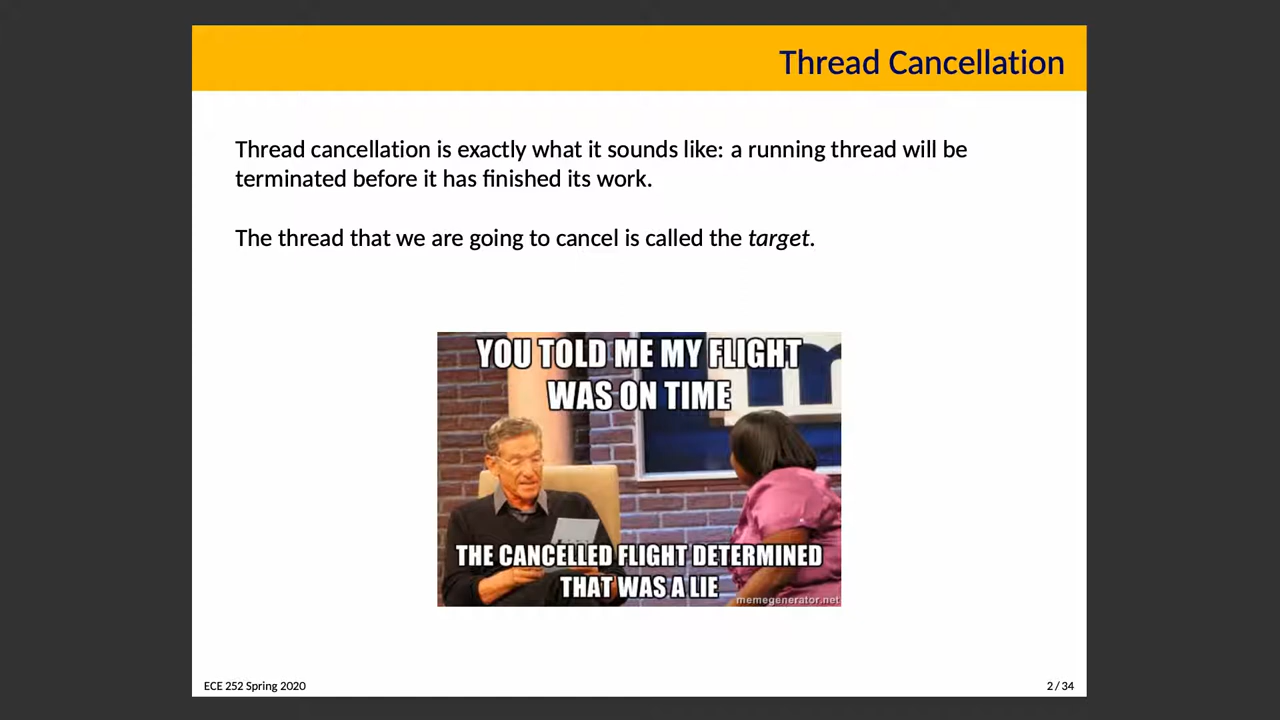 Thread Cancellation
Thread cancellation is exactly what it sounds like: a running thread will be
terminated before it has finished its work.
The thread that we are going to cancel is called the target.
YOU TOLD ME MY FLIGHT
WAS ON TIME
THE CANCELLED FLIGHT DETERMINED
THAT WAS A LIE
memegenerator.net
ECE 252 Spring 2020
2 / 34